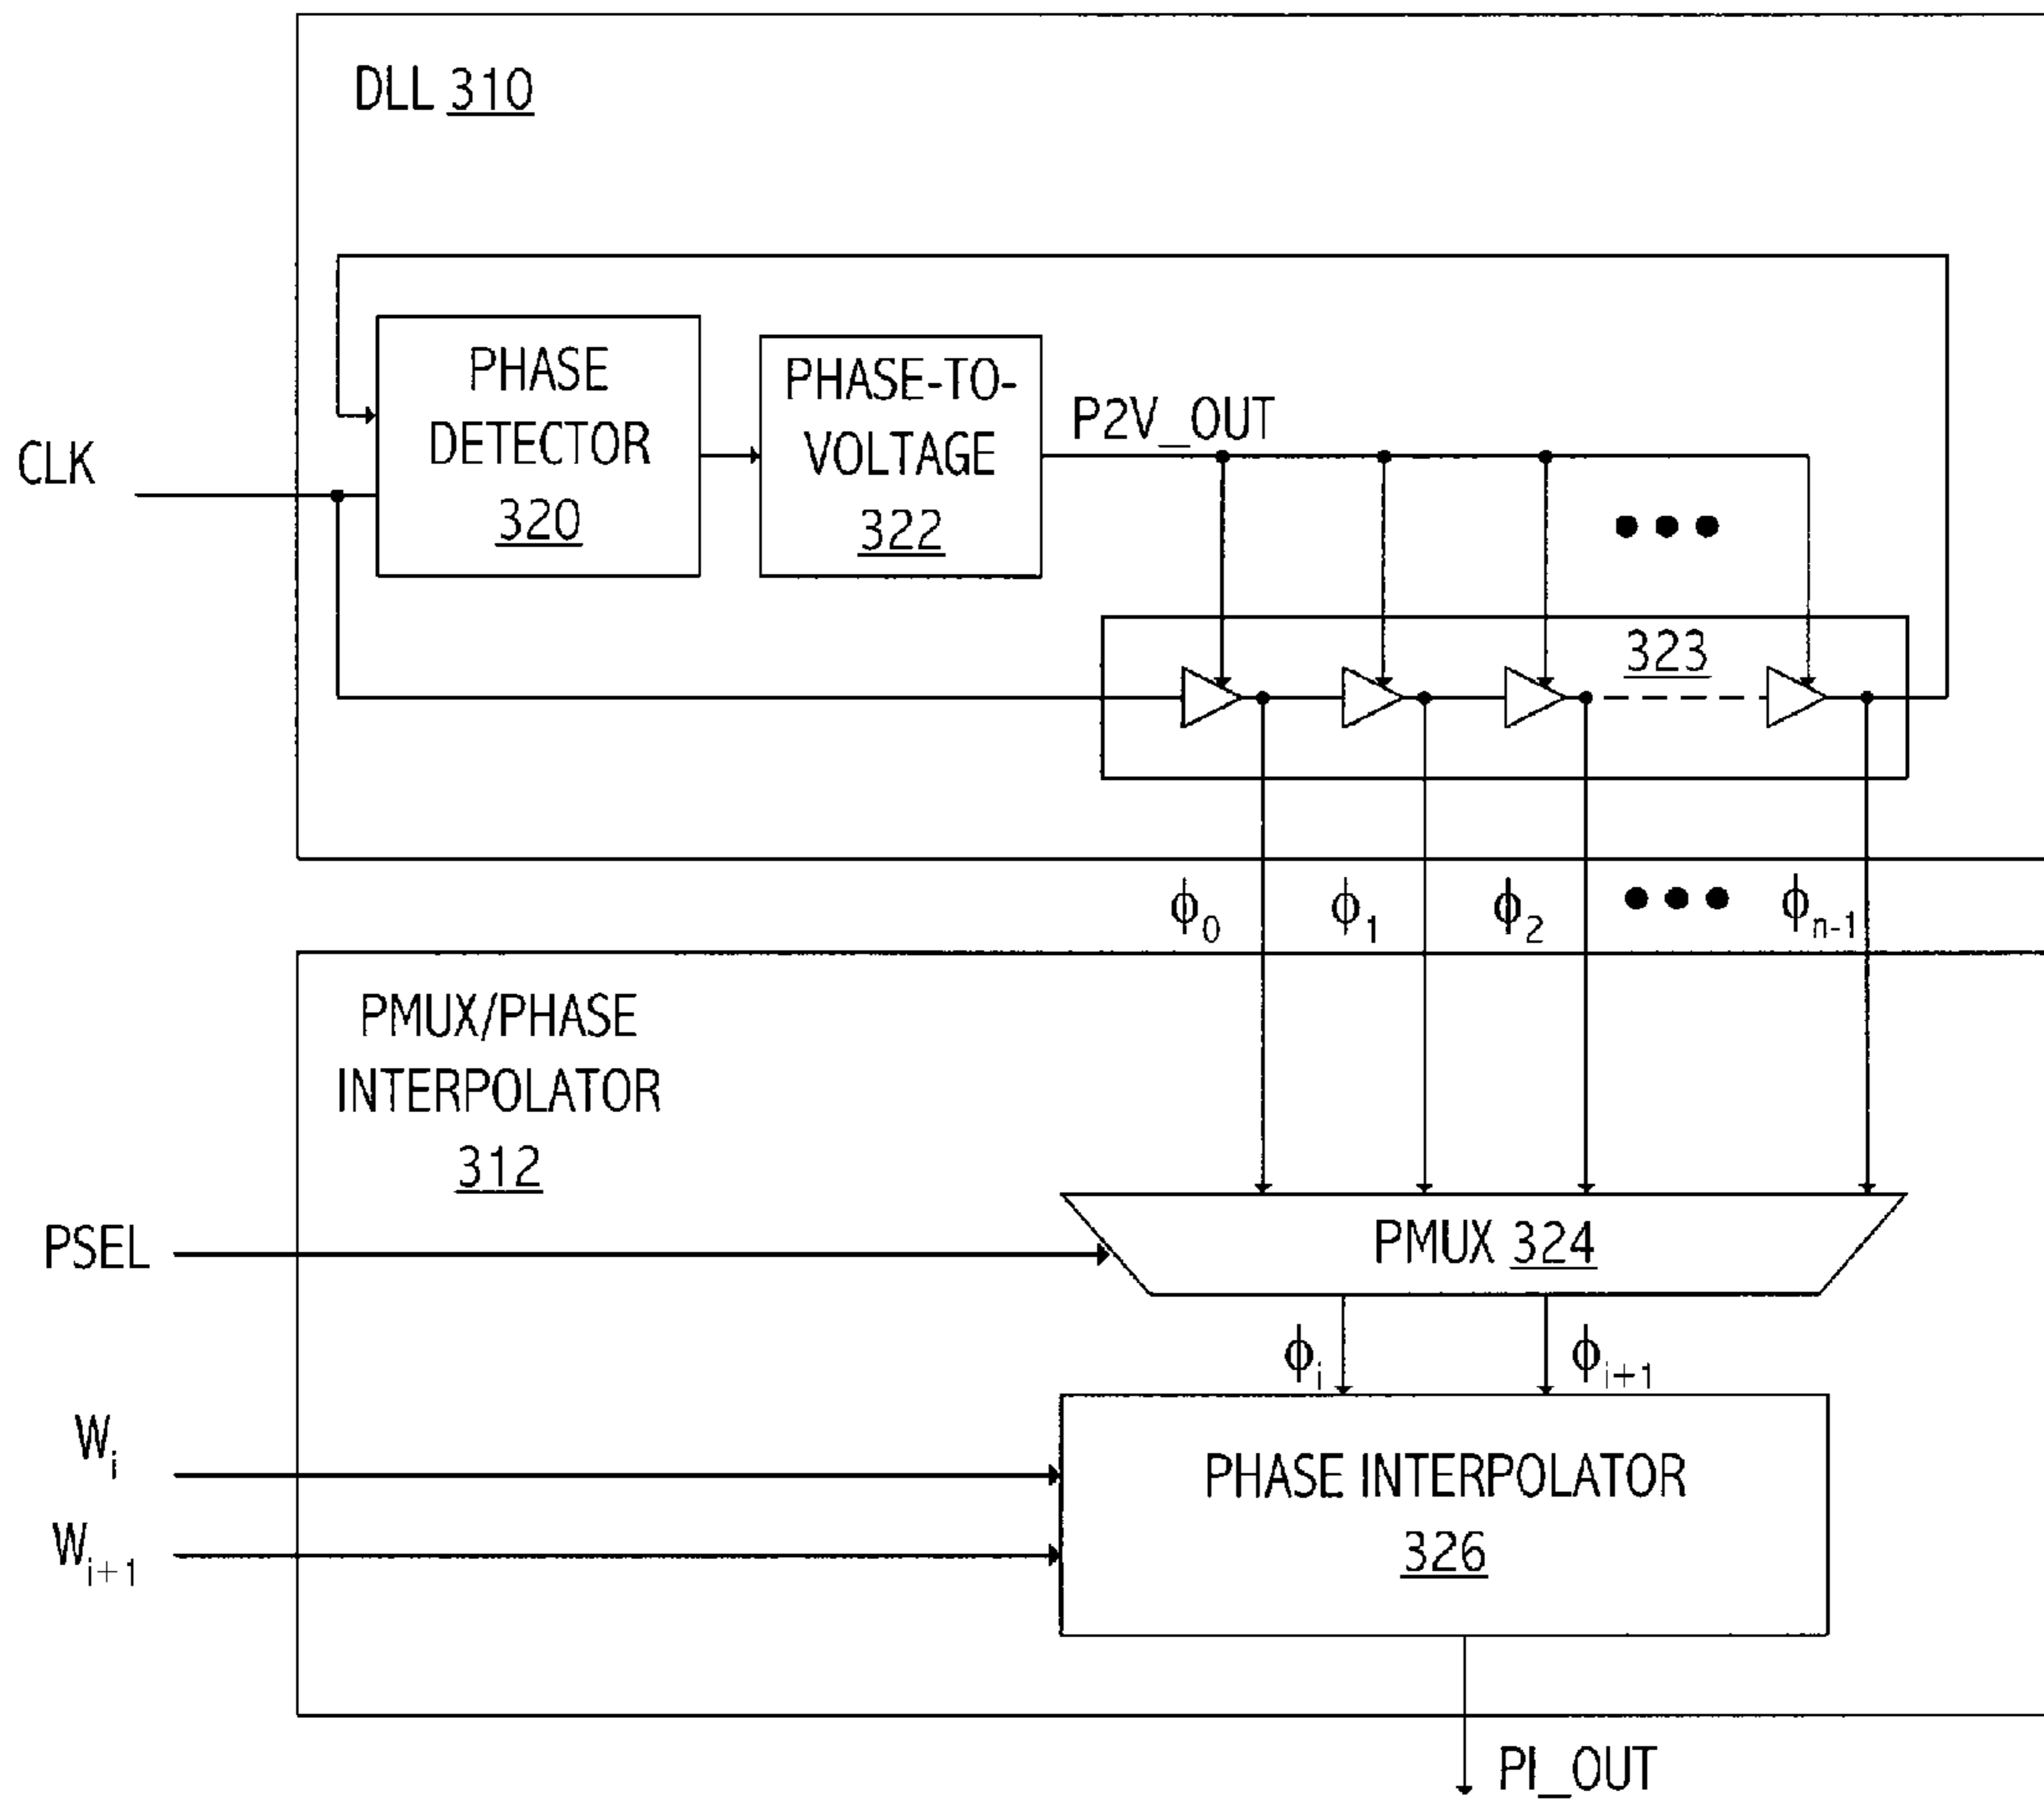 DLL 310
PHASE
DETECTOR
320
PHASE-TO-
VOLTAGE
322
P2V_OUT
CLK
323
ϕ0
ϕ1
ϕ2
ϕn-1
PMUX/PHASE
INTERPOLATOR
312
PSEL
PMUX 324
ϕi
ϕi+1
Wi
Wi+1
PHASE INTERPOLATOR
326
PI_OUT